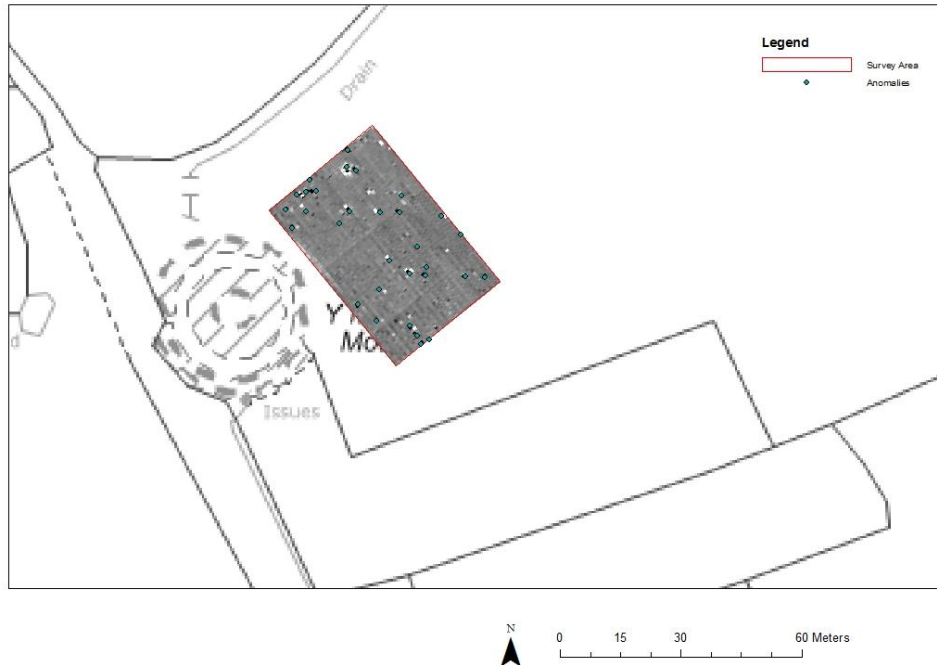 Legend
Survey Area
Anomalies
Drain
Issues
d
N
0 15 30 60 Meters